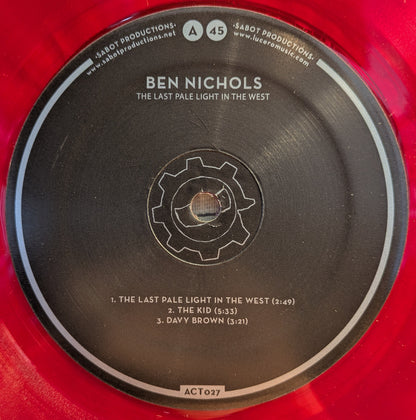 ·SABOT PRODUCTIONS·
www.sabotproductions.net
A 45
·SABOT PRODUCTIONS·
www.luceromusic.com
BEN NICHOLS
THE LAST PALE LIGHT IN THE WEST
1. THE LAST PALE LIGHT IN THE WEST (2:49)
2. THE KID (5:33)
3. DAVY BROWN (3:21)
ACT027